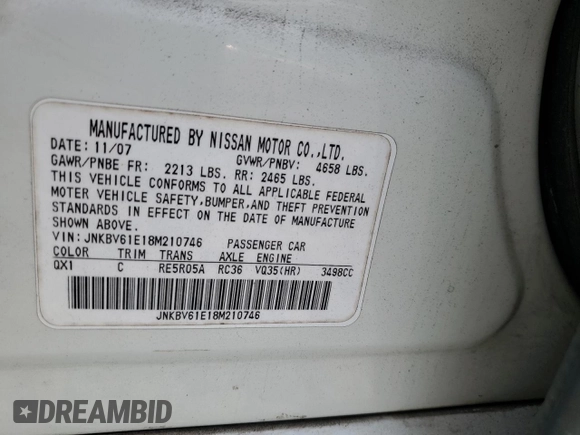 MANUFACTURED BY NISSAN MOTOR CO.,LTD.
DATE: 11/07 GVWR/PNBV: 4658 LBS.
GAWR/PNBE FR: 2213 LBS. RR: 2465 LBS.
THIS VEHICLE CONFORMS TO ALL APPLICABLE FEDERAL
MOTER VEHICLE SAFETY,BUMPER,AND THEFT PREVENTION
STANDARDS IN EFFECT ON THE DATE OF MANUFACTURE
SHOWN ABOVE.
VIN: JNKBV61E18M210746 PASSENGER CAR
COLOR TRIM TRANS AXLE ENGINE
QX1 C RE5R05A RC36 VQ35(HR) 3498CC
JNKBV61E18M210746
DREAMBID